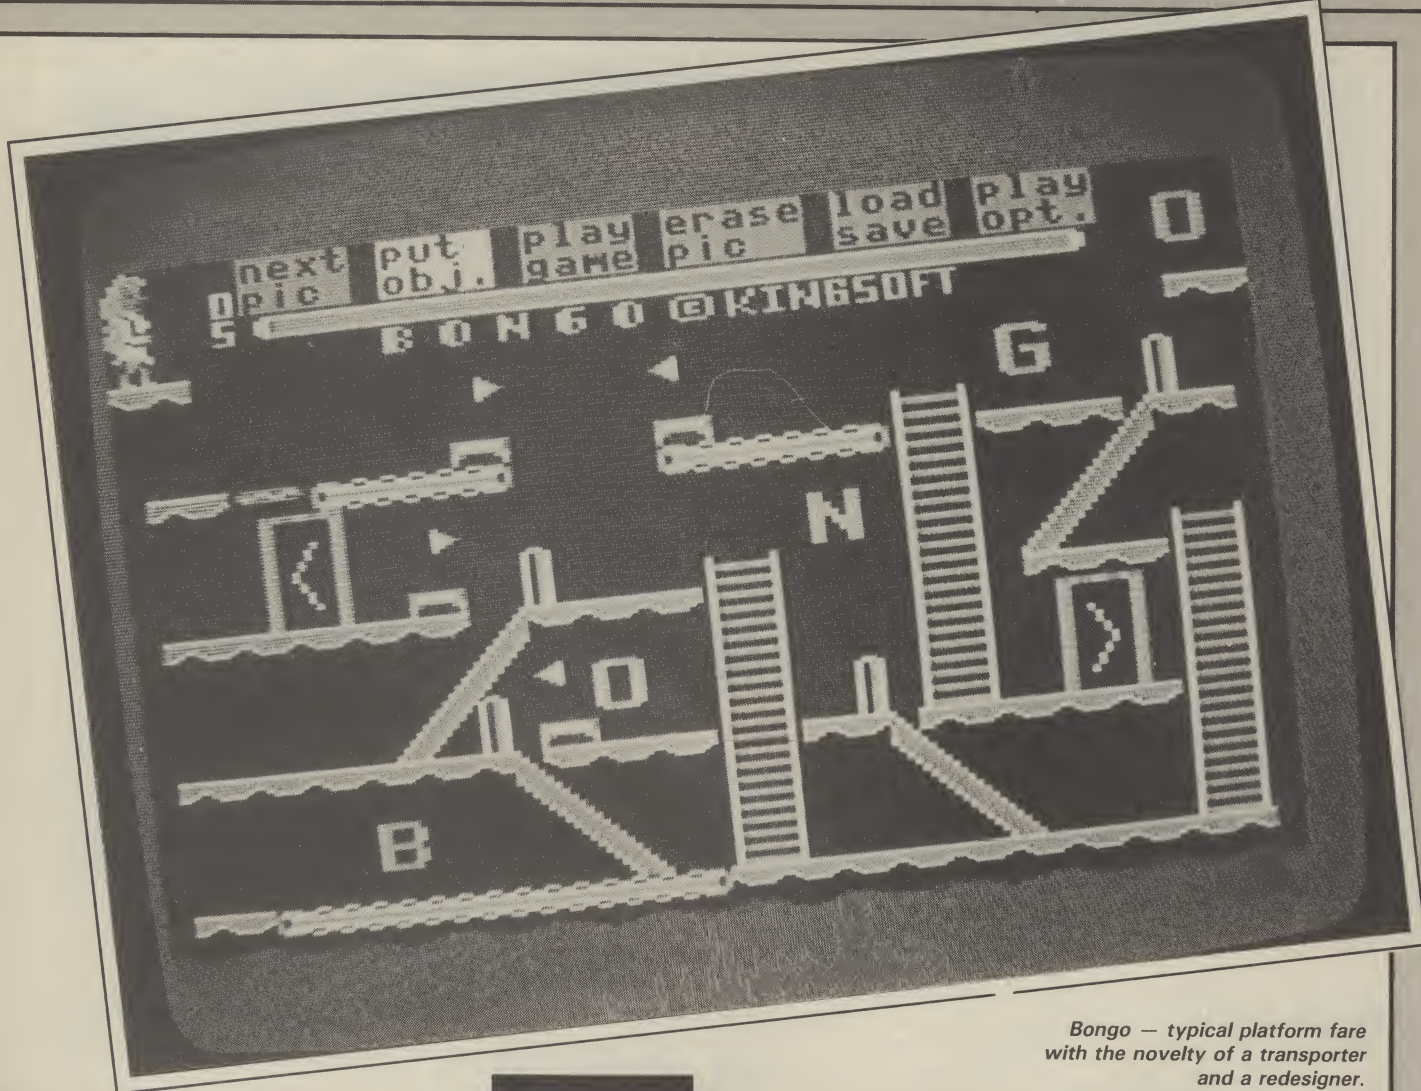 next put play erase load play
pic obj. game pic save opt.
0
5
BONGO © KINGSOFT
O
G
N
O
B
Bongo — typical platform fare
with the novelty of a transporter
and a redesigner.